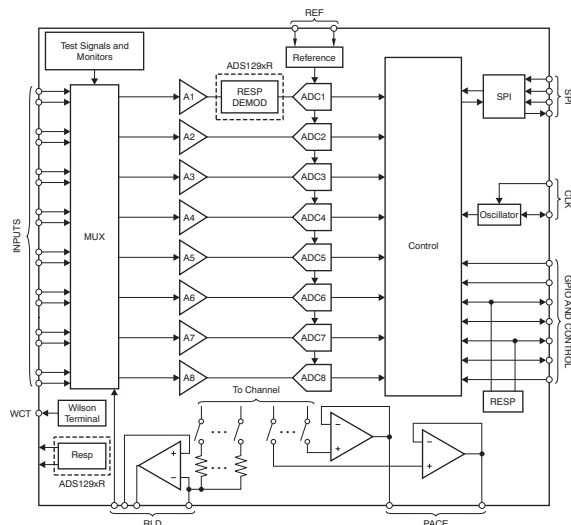 REF
Test Signals and
Monitors
Reference
ADS129xR
RESP
DEMOD
A1
ADC1
A2
ADC2
A3
ADC3
A4
ADC4
A5
ADC5
A6
ADC6
A7
ADC7
A8
ADC8
INPUTS
MUX
Control
SPI
SPI
CLK
Oscillator
GPIO AND CONTROL
RESP
To Channel
WCT
Wilson
Terminal
Resp
ADS129xR
RLD
PACE